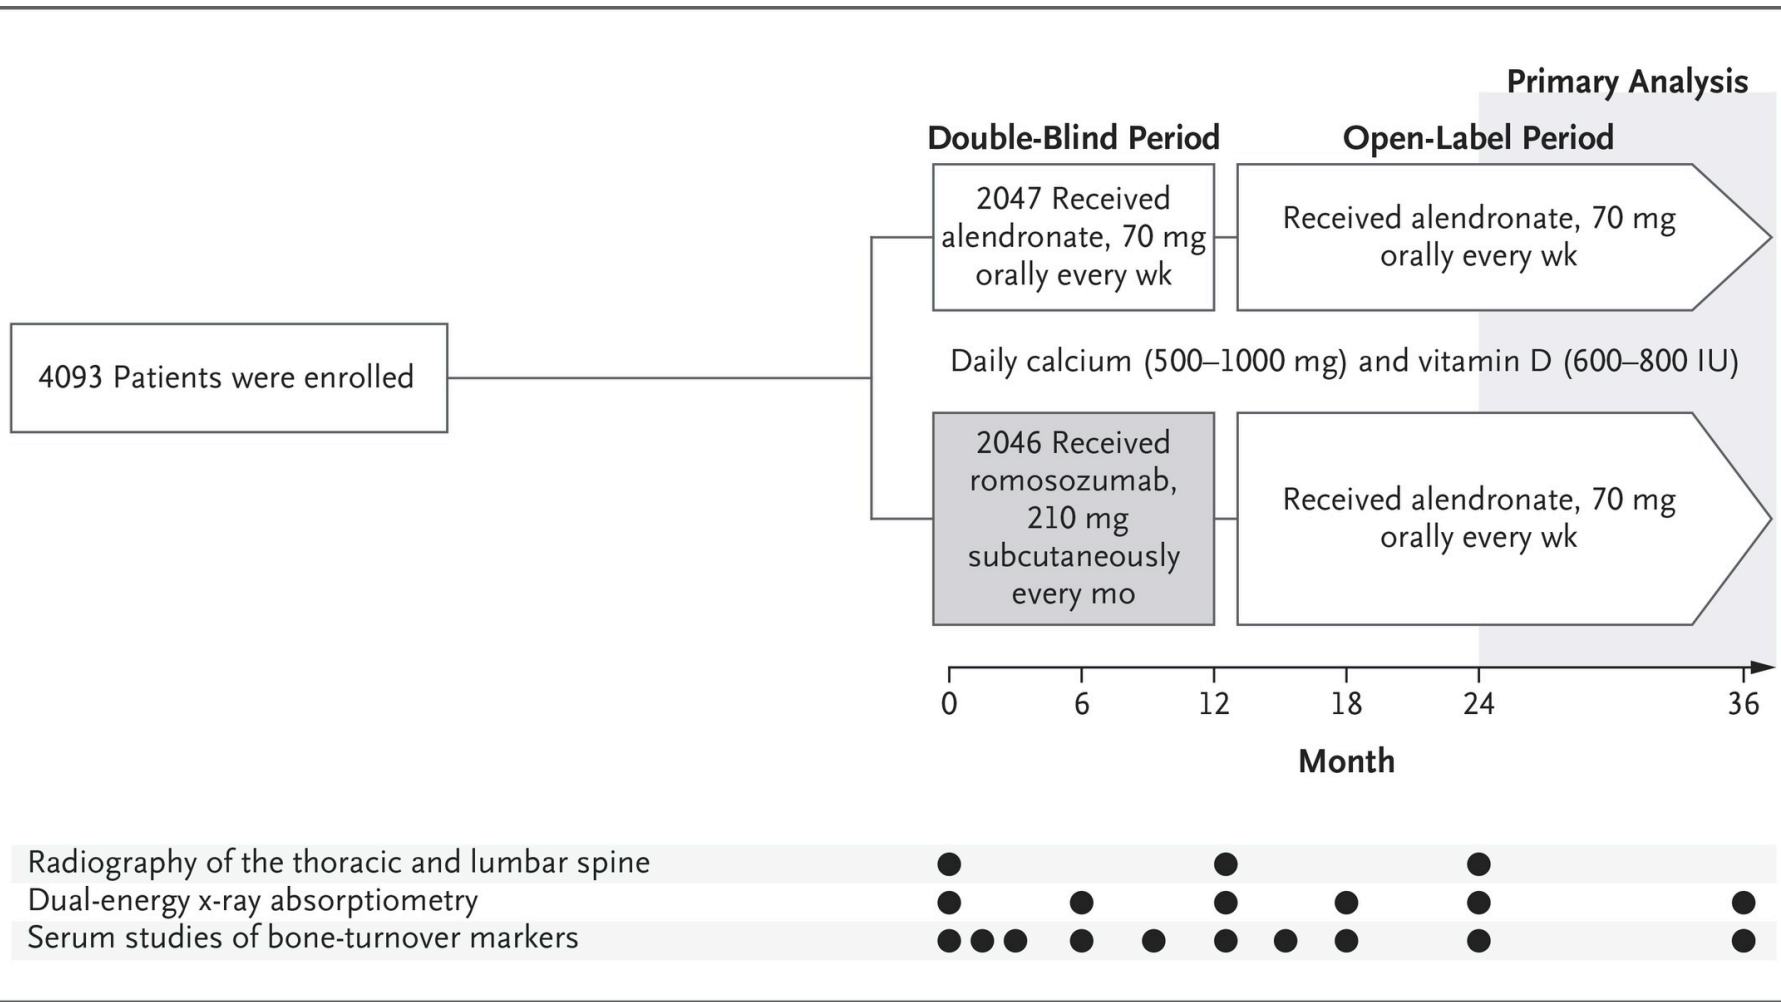 Primary Analysis
Double-Blind Period
Open-Label Period
2047 Received
alendronate, 70 mg
orally every wk
Received alendronate, 70 mg
orally every wk
4093 Patients were enrolled
Daily calcium (500–1000 mg) and vitamin D (600–800 IU)
2046 Received
romosozumab,
210 mg
subcutaneously
every mo
Received alendronate, 70 mg
orally every wk
0 6 12 18 24 36
Month
Radiography of the thoracic and lumbar spine
Dual-energy x-ray absorptiometry
Serum studies of bone-turnover markers